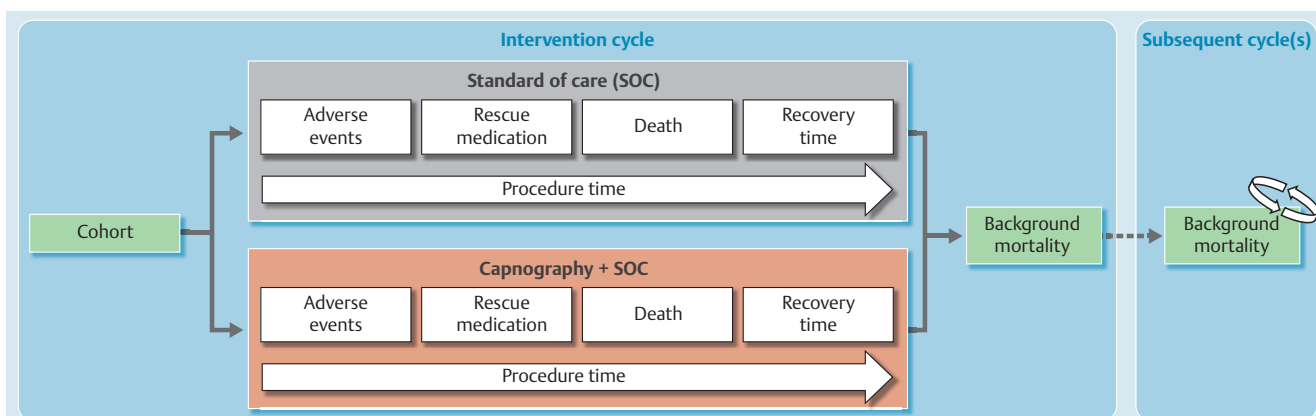 Intervention cycle
Subsequent cycle(s)
Standard of care (SOC)
Adverse
events
Rescue
medication
Death
Recovery
time
Procedure time
Cohort
Capnography + SOC
Adverse
events
Rescue
medication
Death
Recovery
time
Procedure time
Background
mortality
Background
mortality